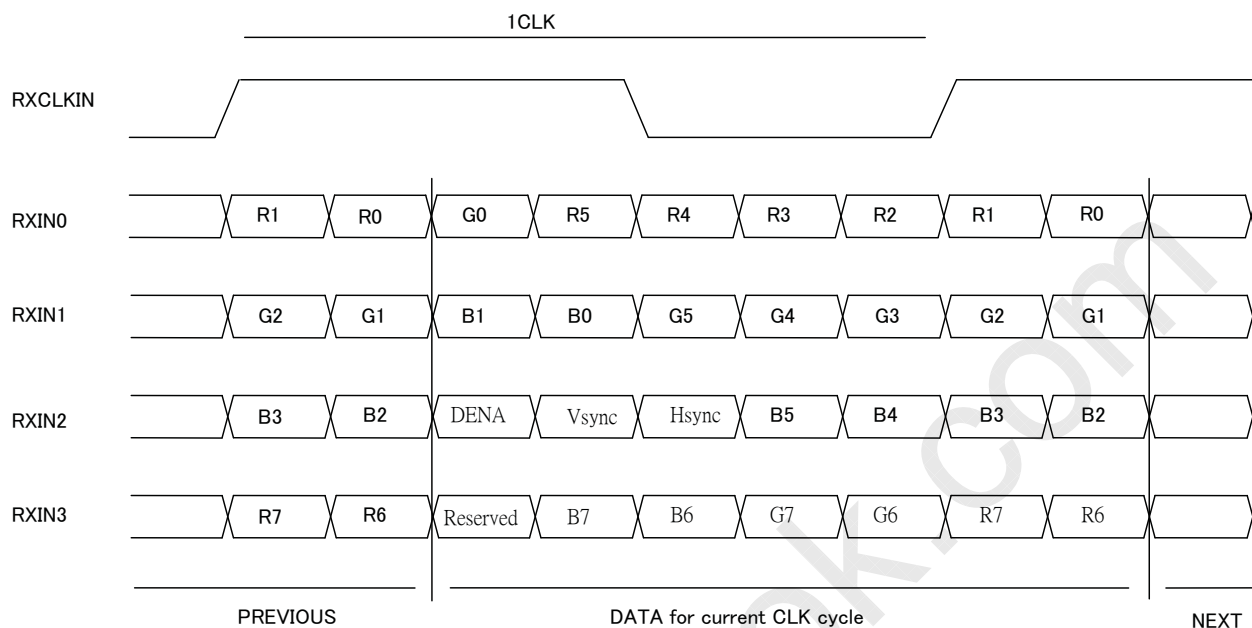 1CLK
RXCLKIN
RXIN0 R1 R0 G0 R5 R4 R3 R2 R1 R0
RXIN1 G2 G1 B1 B0 G5 G4 G3 G2 G1
RXIN2 B3 B2 DENA Vsync Hsync B5 B4 B3 B2
RXIN3 R7 R6 Reserved B7 B6 G7 G6 R7 R6
PREVIOUS DATA for current CLK cycle NEXT